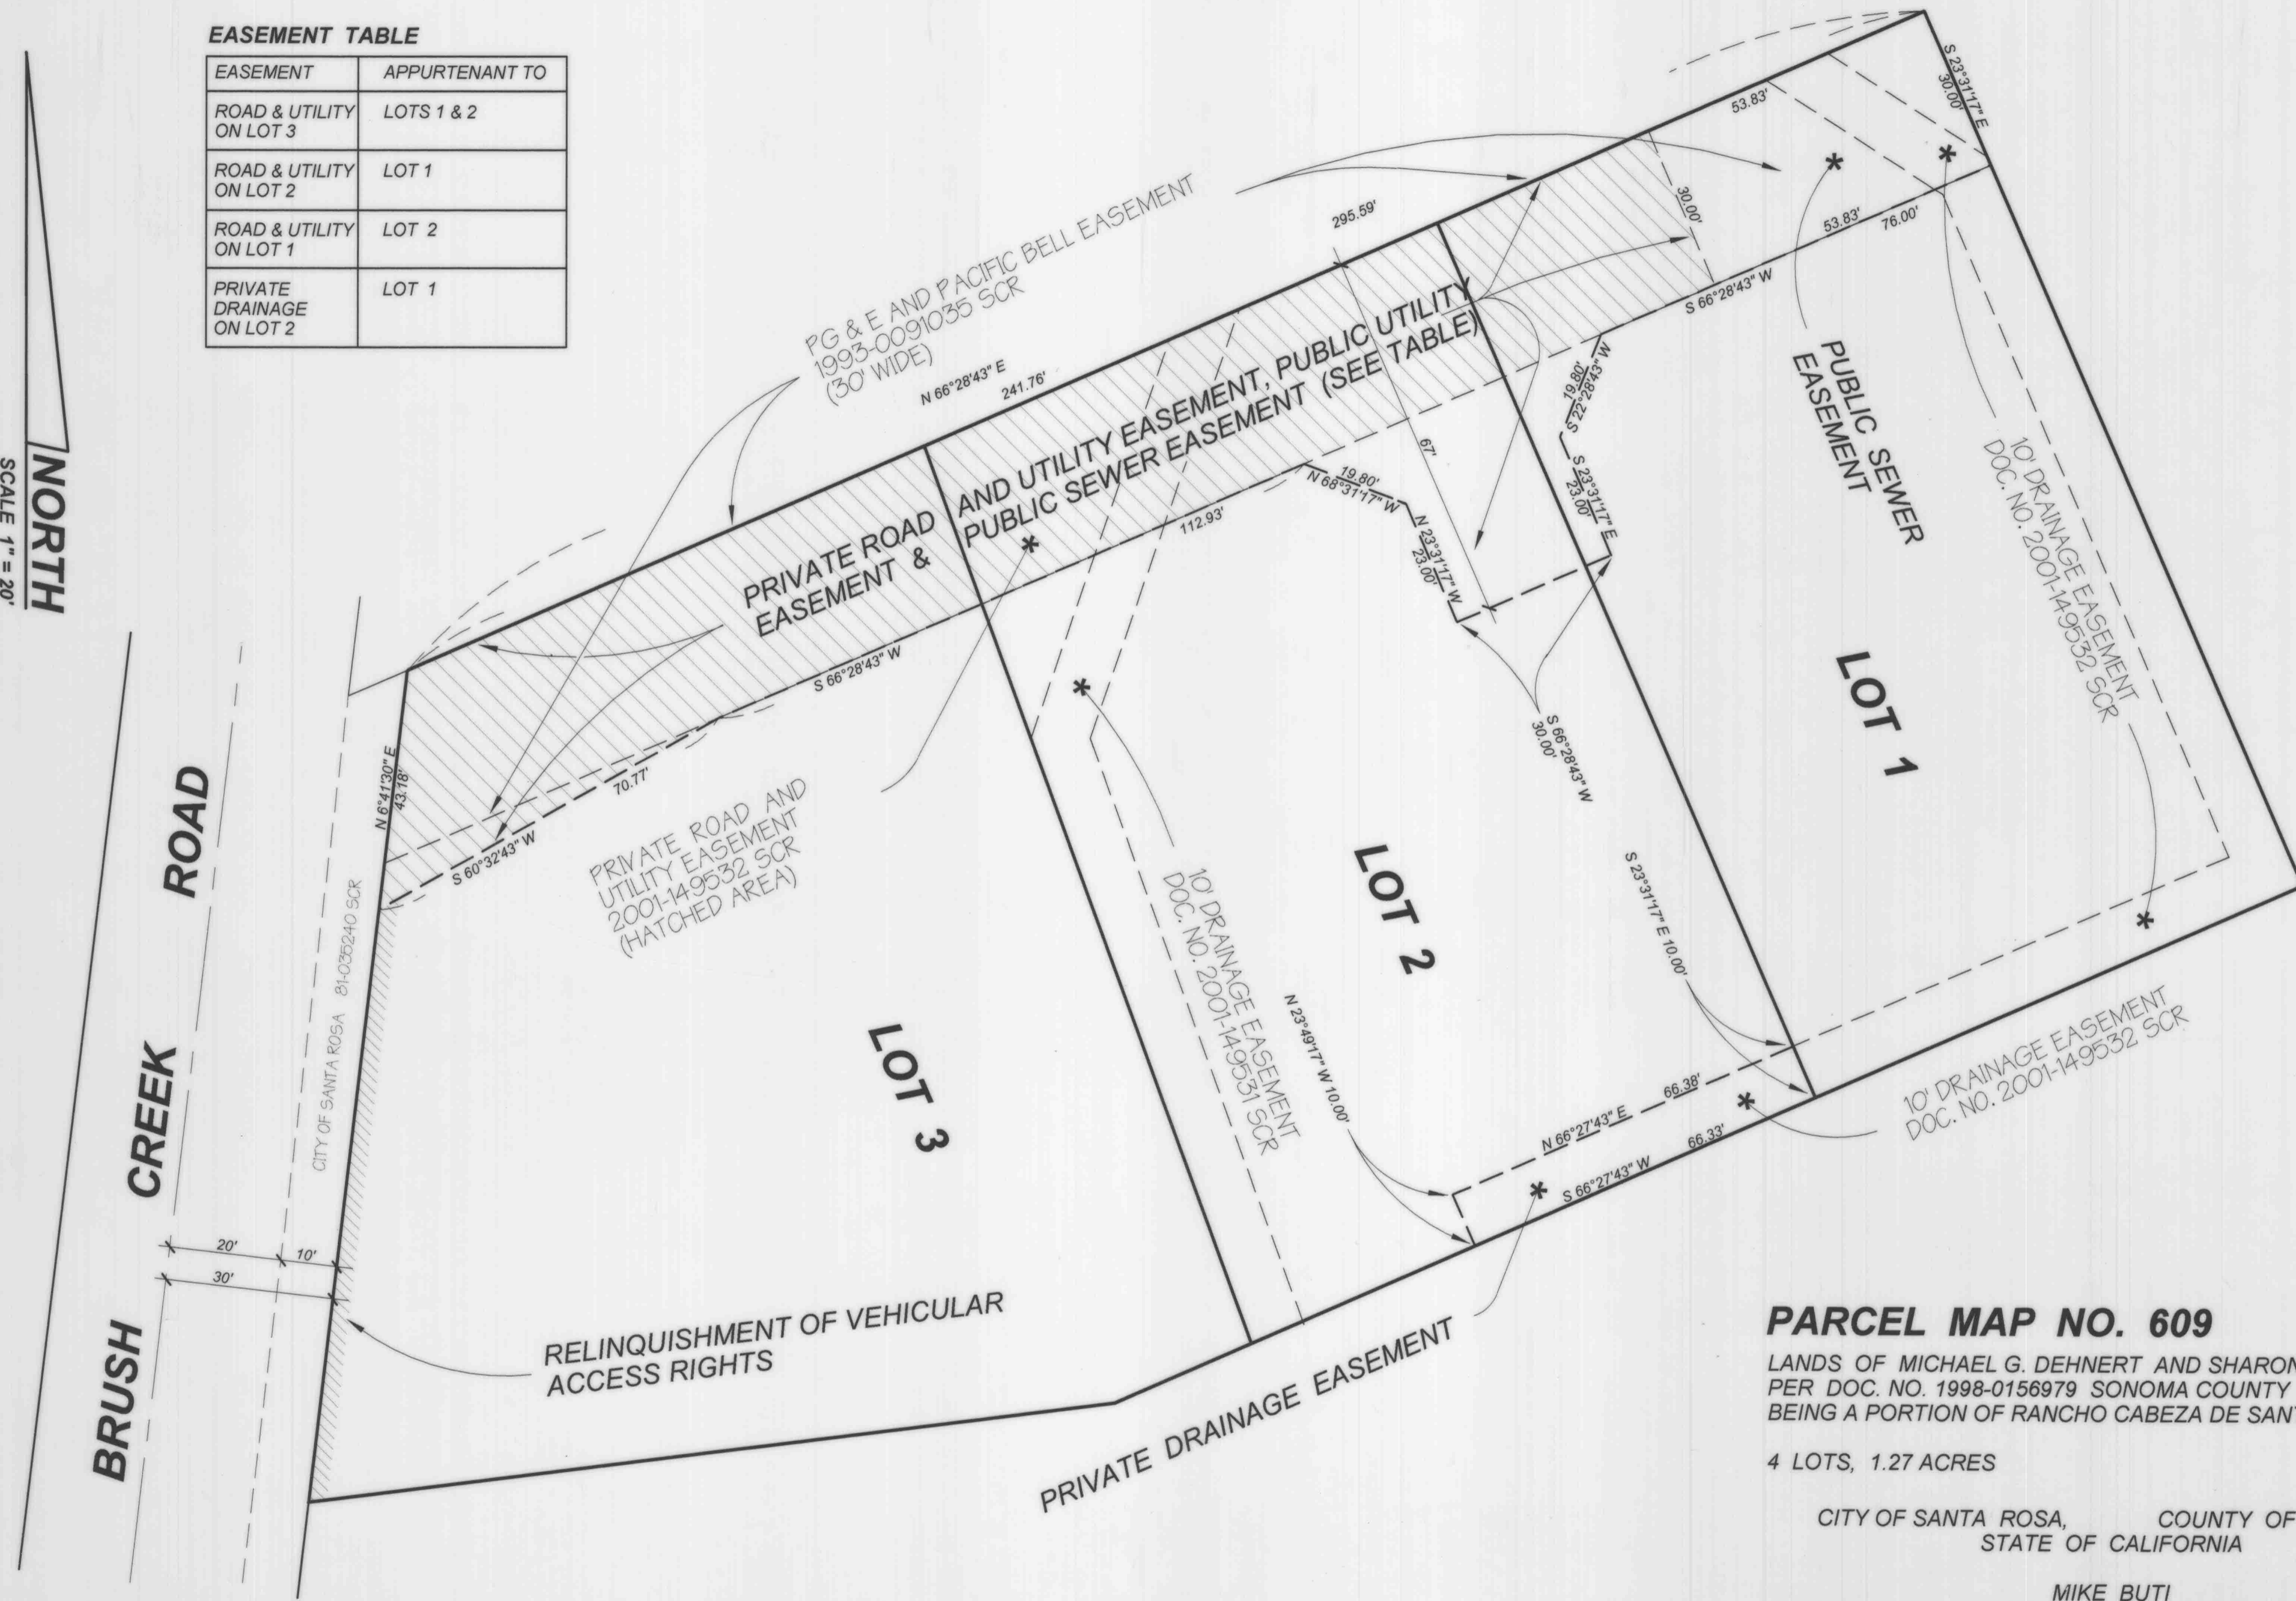 EASEMENT TABLE
EASEMENT APPURTENANT TO
ROAD & UTILITY ON LOT 3 LOTS 1 & 2
ROAD & UTILITY ON LOT 2 LOT 1
ROAD & UTILITY ON LOT 1 LOT 2
PRIVATE DRAINAGE ON LOT 2 LOT 1
NORTH
SCALE 1" = 20'
S 23°31'17" E
30.00'
53.83'
30.00'
53.83'
76.00'
S 66°28'43" W
295.59'
PG & E AND PACIFIC BELL EASEMENT
1993-0091035 SCR
(30' WIDE)
N 66°28'43" E
241.76'
PRIVATE ROAD AND UTILITY EASEMENT, PUBLIC UTILITY
EASEMENT & PUBLIC SEWER EASEMENT (SEE TABLE)
*
*
*
19.80'
S 22°28'43" W
S 23°31'17" E
23.00'
67'
19.80'
N 68°31'17" W
N 23°31'17" W
23.00'
112.93'
S 66°28'43" W
30.00'
PUBLIC SEWER
EASEMENT
10' DRAINAGE EASEMENT
DOC. NO. 2001-149532 SCR
LOT 1
S 66°28'43" W
N 6°41'30" E
43.18'
70.77'
S 60°32'43" W
PRIVATE ROAD AND
UTILITY EASEMENT
2001-149532 SCR
(HATCHED AREA)
*
10' DRAINAGE EASEMENT
DOC. NO. 2001-149531 SCR
LOT 2
S 23°31'17" E 10.00'
*
10' DRAINAGE EASEMENT
DOC. NO. 2001-149532 SCR
N 23°49'17" W 10.00'
N 66°27'43" E
66.38'
*
*
S 66°27'43" W
66.33'
LOT 3
CITY OF SANTA ROSA 81-035240 SCR
BRUSH CREEK ROAD
20'
10'
30'
RELINQUISHMENT OF VEHICULAR
ACCESS RIGHTS
PRIVATE DRAINAGE EASEMENT
PARCEL MAP NO. 609
LANDS OF MICHAEL G. DEHNERT AND SHARON
PER DOC. NO. 1998-0156979 SONOMA COUNTY
BEING A PORTION OF RANCHO CABEZA DE SAN
4 LOTS, 1.27 ACRES
CITY OF SANTA ROSA, COUNTY OF
STATE OF CALIFORNIA
MIKE BUTI